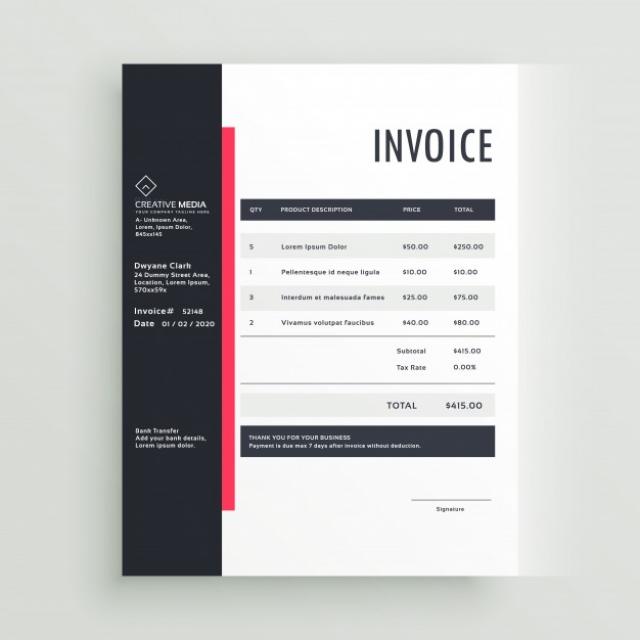 INVOICE
CREATIVE MEDIA
YOUR COMPANY TAGLINE HERE
A- Unknown Area,
Lorem, Ipsum Dolor,
845xx145
Dwyane Clark
24 Dummy Street Area,
Location, Lorem Ipsum,
570xx59x
Invoice# 52148
Date 01 / 02 / 2020
Bank Transfer
Add your bank details,
Lorem ipsum dolor.
QTY PRODUCT DESCRIPTION PRICE TOTAL
5 Lorem Ipsum Dolor $50.00 $250.00
1 Pellentesque id neque ligula $10.00 $10.00
3 Interdum et malesuada fames $25.00 $75.00
2 Vivamus volutpat faucibus $40.00 $80.00
Subtotal $415.00
Tax Rate 0.00%
TOTAL $415.00
THANK YOU FOR YOUR BUSINESS
Payment is due max 7 days after invoice without deduction.
Signature